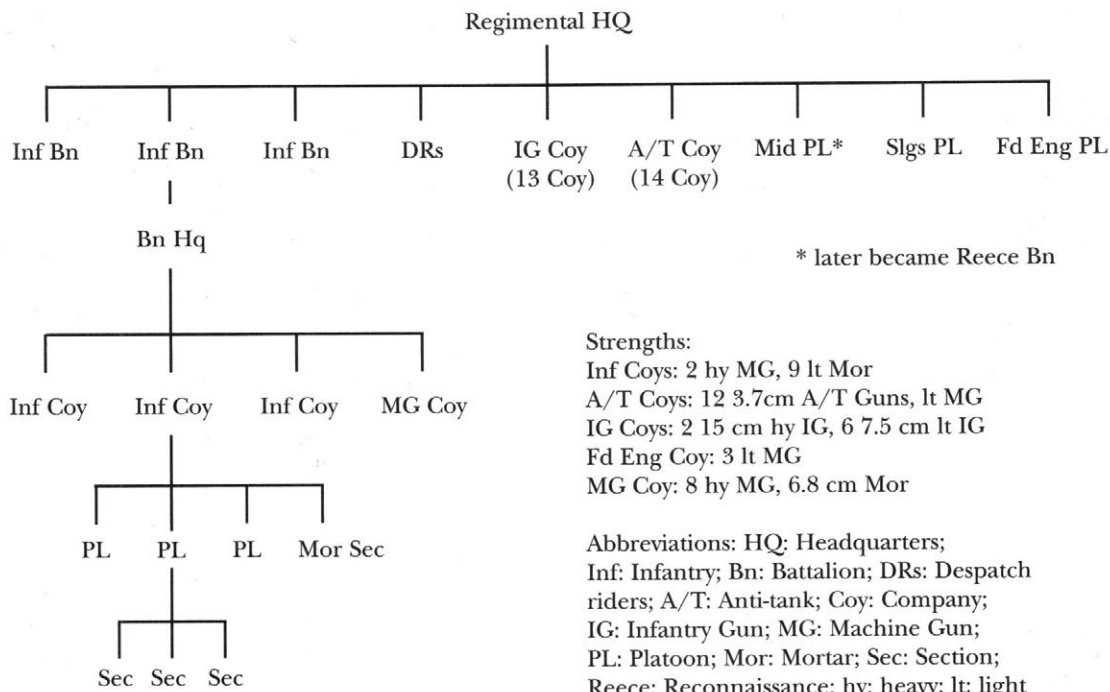 Regimental HQ
Inf Bn Inf Bn Inf Bn DRs IG Coy A/T Coy Mid PL* Slgs PL Fd Eng PL
(13 Coy) (14 Coy)
Bn Hq
* later became Reece Bn
Inf Coy Inf Coy Inf Coy MG Coy
PL PL PL Mor Sec
Sec Sec Sec
Strengths:
Inf Coys: 2 hy MG, 9 lt Mor
A/T Coys: 12 3.7cm A/T Guns, lt MG
IG Coys: 2 15 cm hy IG, 6 7.5 cm lt IG
Fd Eng Coy: 3 lt MG
MG Coy: 8 hy MG, 6.8 cm Mor
Abbreviations: HQ: Headquarters;
Inf: Infantry; Bn: Battalion; DRs: Despatch
riders; A/T: Anti-tank; Coy: Company;
IG: Infantry Gun; MG: Machine Gun;
PL: Platoon; Mor: Mortar; Sec: Section;
Reece: Reconnaissance; hy: heavy; lt: light